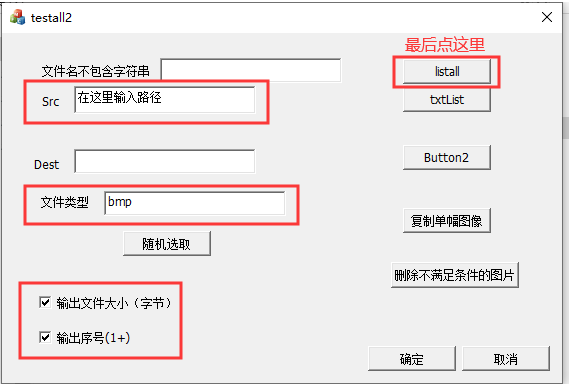 testall2
最后点这里
文件名不包含字符串
listall
Src
在这里输入路径
txtList
Dest
Button2
文件类型
bmp
复制单幅图像
随机选取
删除不满足条件的图片
输出文件大小（字节）
输出序号(1+)
确定
取消